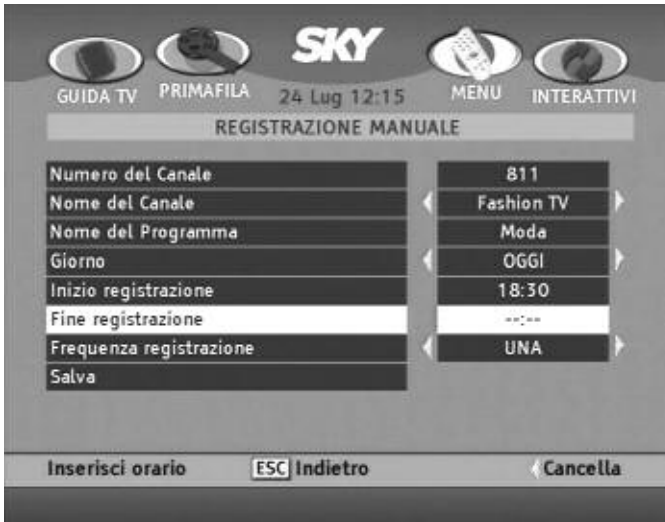 SKY
GUIDA TV PRIMAFILA 24 Lug 12:15 MENU INTERATTIVI
REGISTRAZIONE MANUALE
Numero del Canale 811
Nome del Canale Fashion TV
Nome del Programma Moda
Giorno OGGI
Inizio registrazione 18:30
Fine registrazione --:--
Frequenza registrazione UNA
Salva
Inserisci orario ESC Indietro Cancella